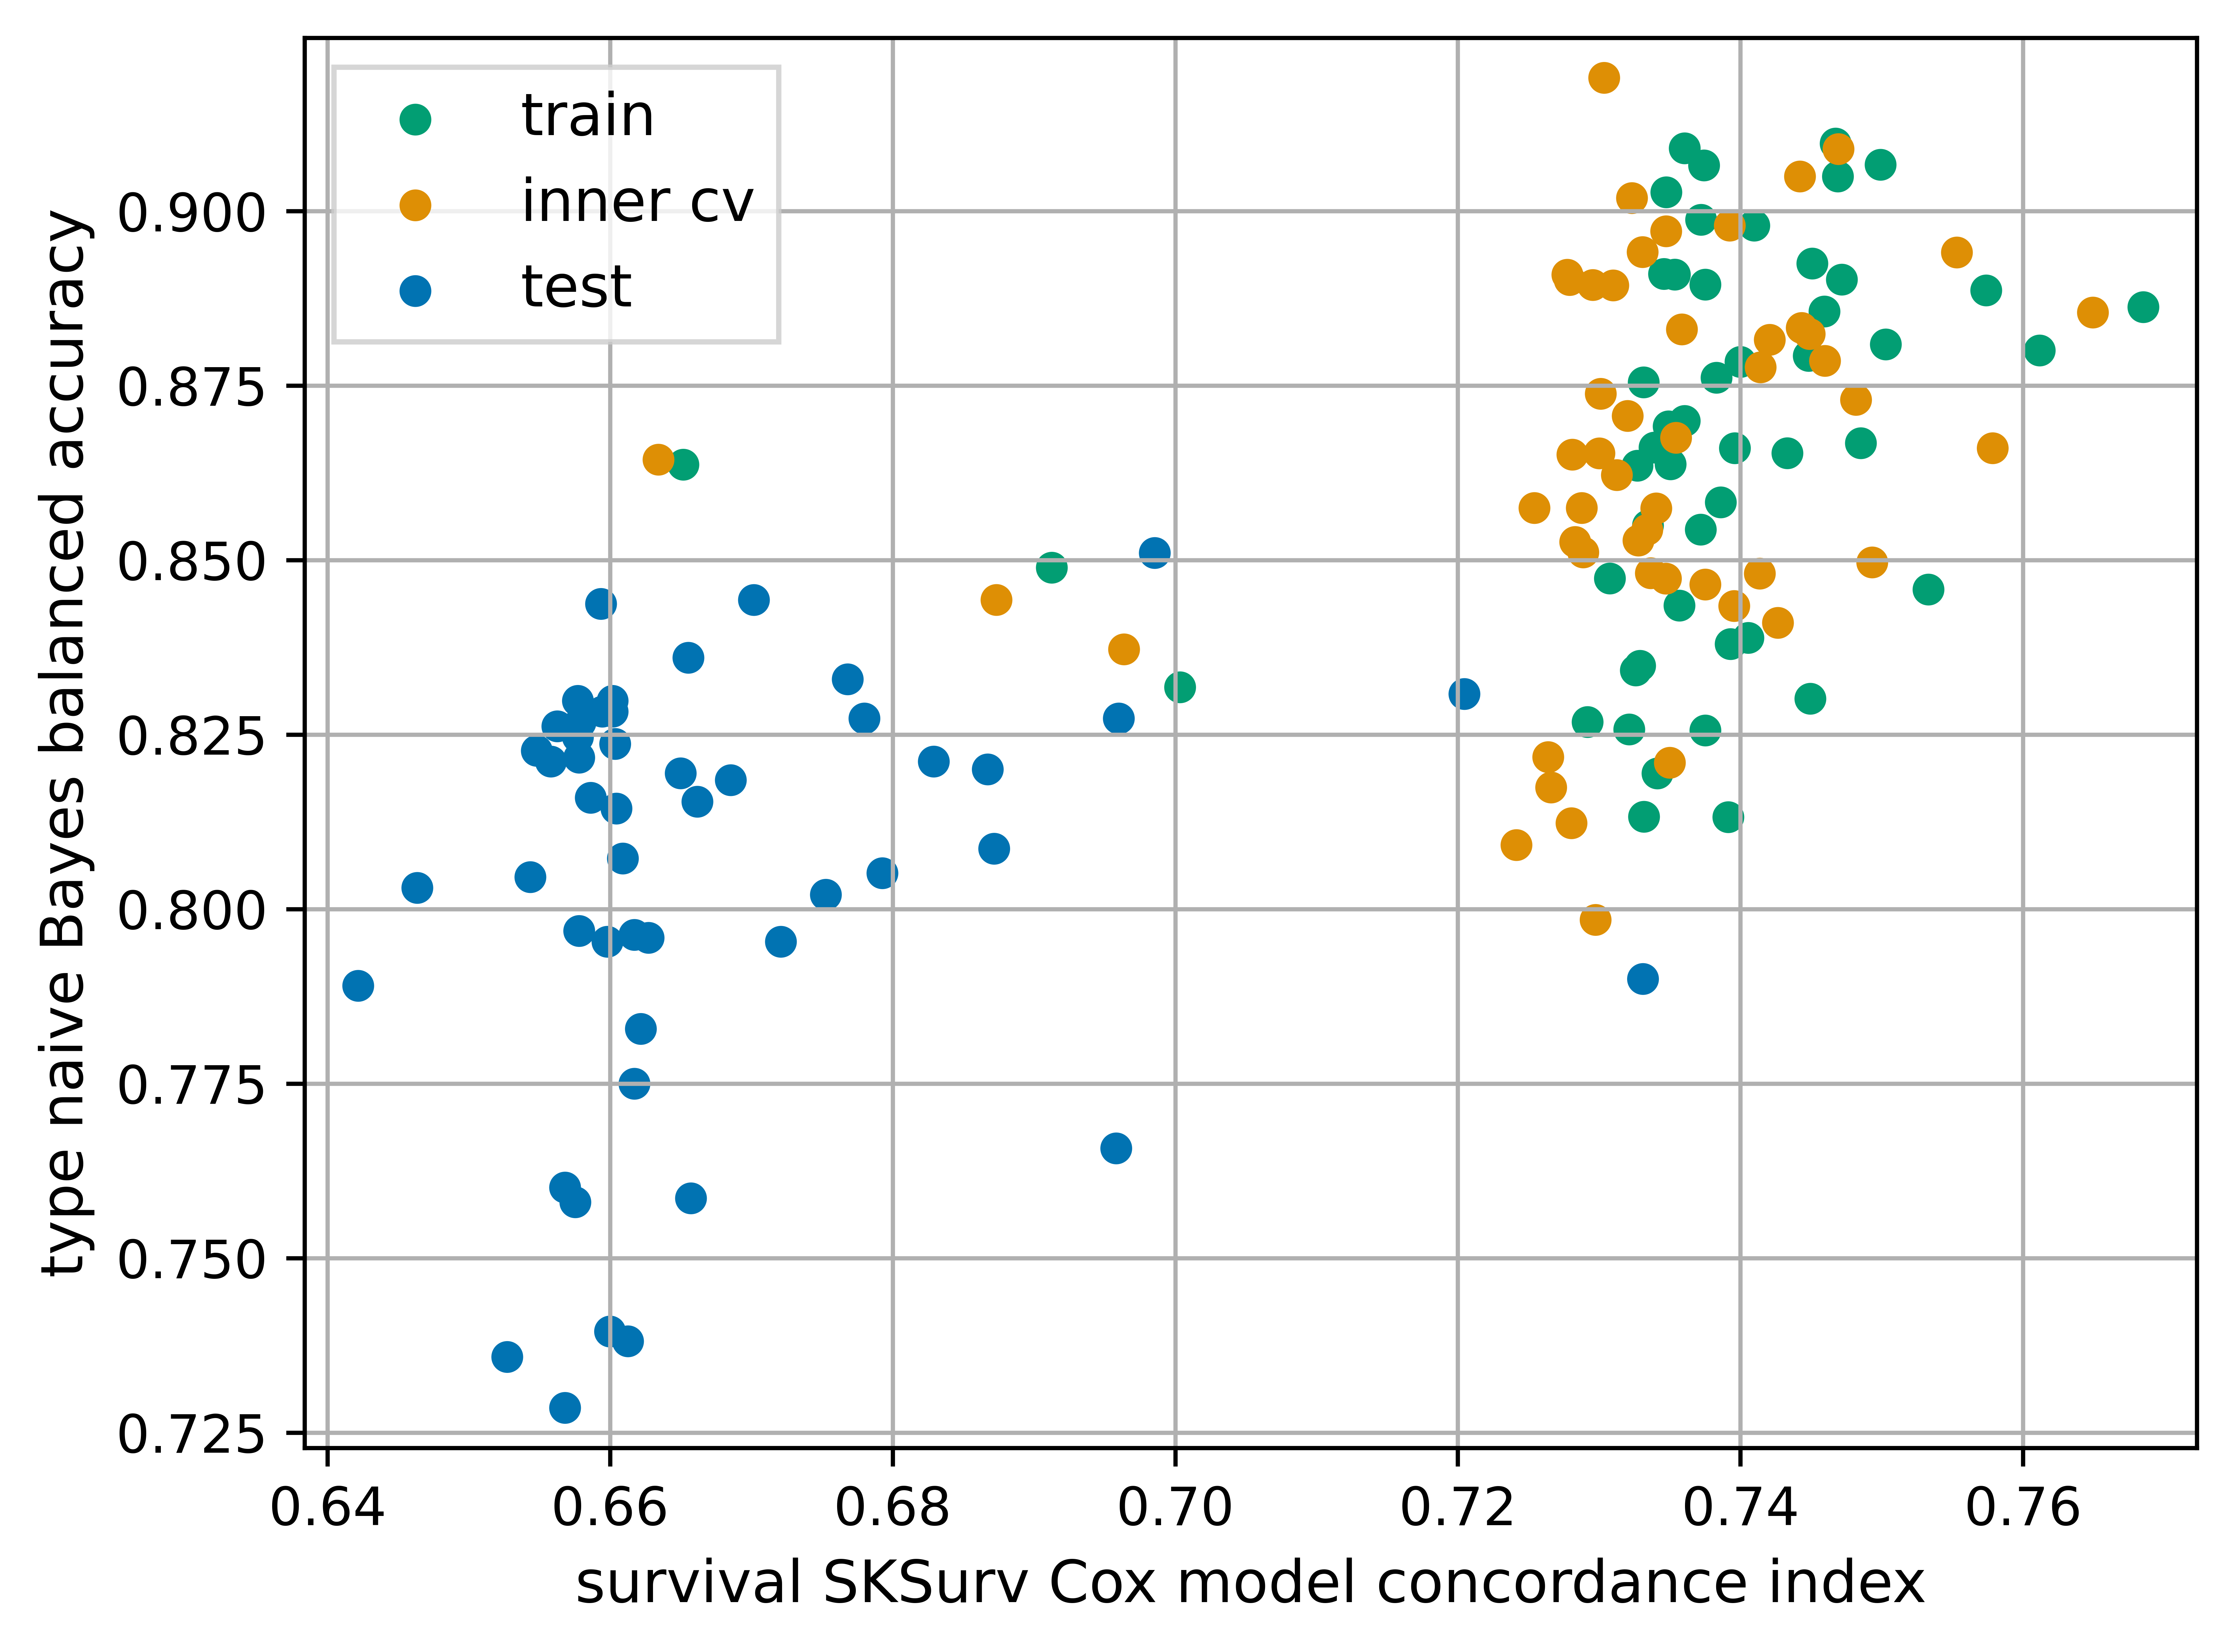 train
inner cv
test
type naive Bayes balanced accuracy
0.900
0.875
0.850
0.825
0.800
0.775
0.750
0.725
0.64 0.66 0.68 0.70 0.72 0.74 0.76
survival SKSurv Cox model concordance index